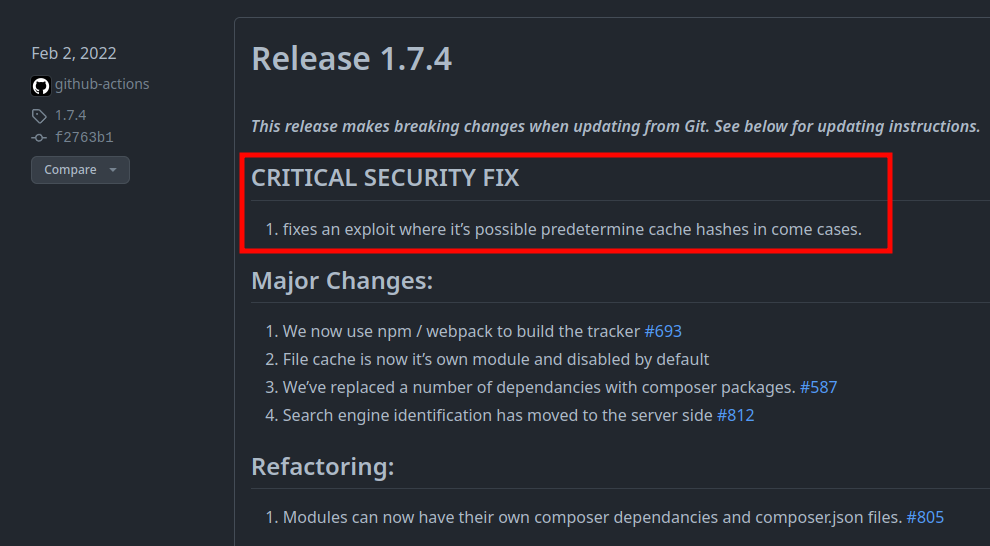 Feb 2, 2022
github-actions
1.7.4
f2763b1
Compare
Release 1.7.4
This release makes breaking changes when updating from Git. See below for updating instructions.
CRITICAL SECURITY FIX
1. fixes an exploit where it’s possible predetermine cache hashes in come cases.
Major Changes:
1. We now use npm / webpack to build the tracker #693
2. File cache is now it’s own module and disabled by default
3. We’ve replaced a number of dependancies with composer packages. #587
4. Search engine identification has moved to the server side #812
Refactoring:
1. Modules can now have their own composer dependancies and composer.json files. #805